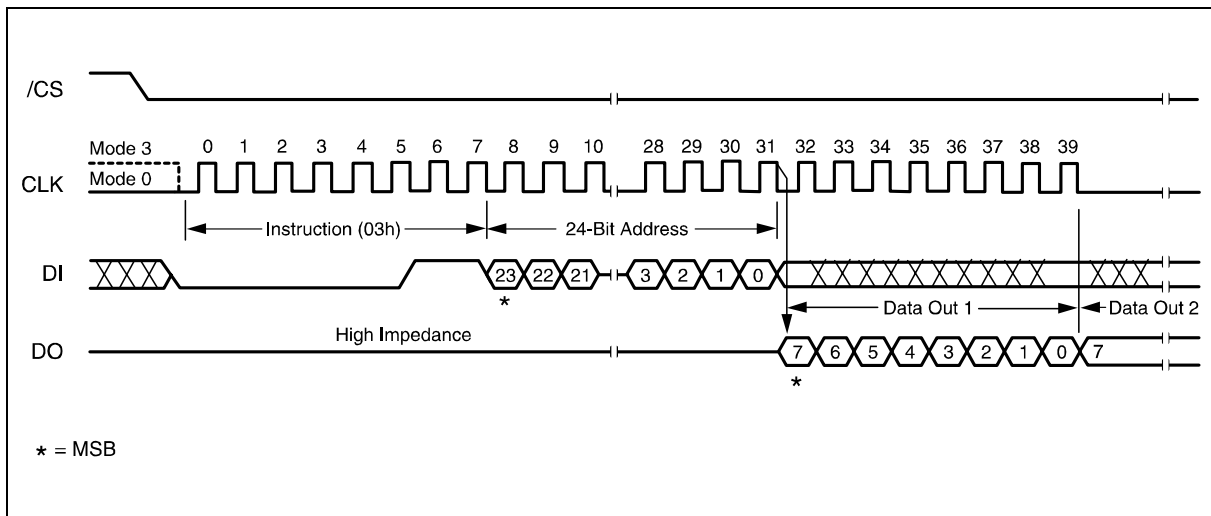 /CS
Mode 3
0 1 2 3 4 5 6 7 8 9 10 28 29 30 31 32 33 34 35 36 37 38 39
CLK
Mode 0
Instruction (03h) 24-Bit Address
DI
23 22 21 3 2 1 0
*
Data Out 1 Data Out 2
High Impedance
DO
7 6 5 4 3 2 1 0 7
*
* = MSB